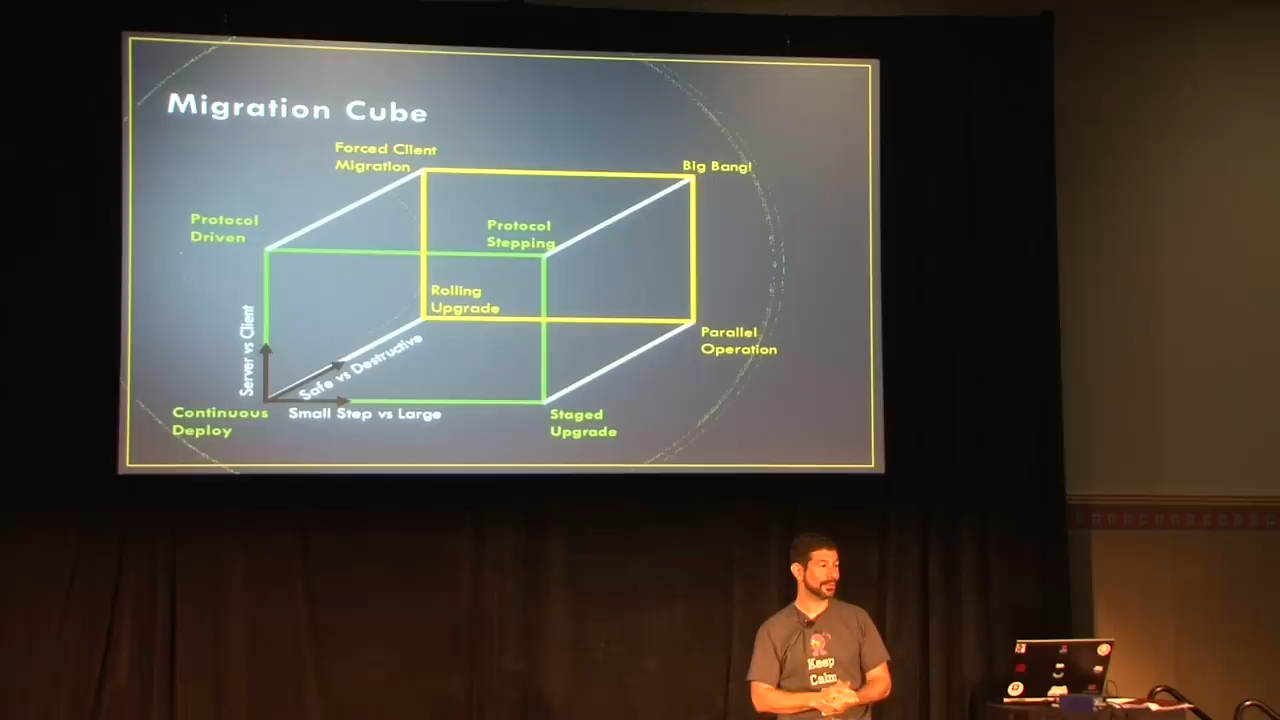 Migration Cube
Forced Client
Migration
Big Bang!
Protocol
Driven
Protocol
Stepping
Rolling
Upgrade
Parallel
Operation
Server vs Client
Safe vs Destructive
Small Step vs Large
Continuous
Deploy
Staged
Upgrade
Keep
Calm